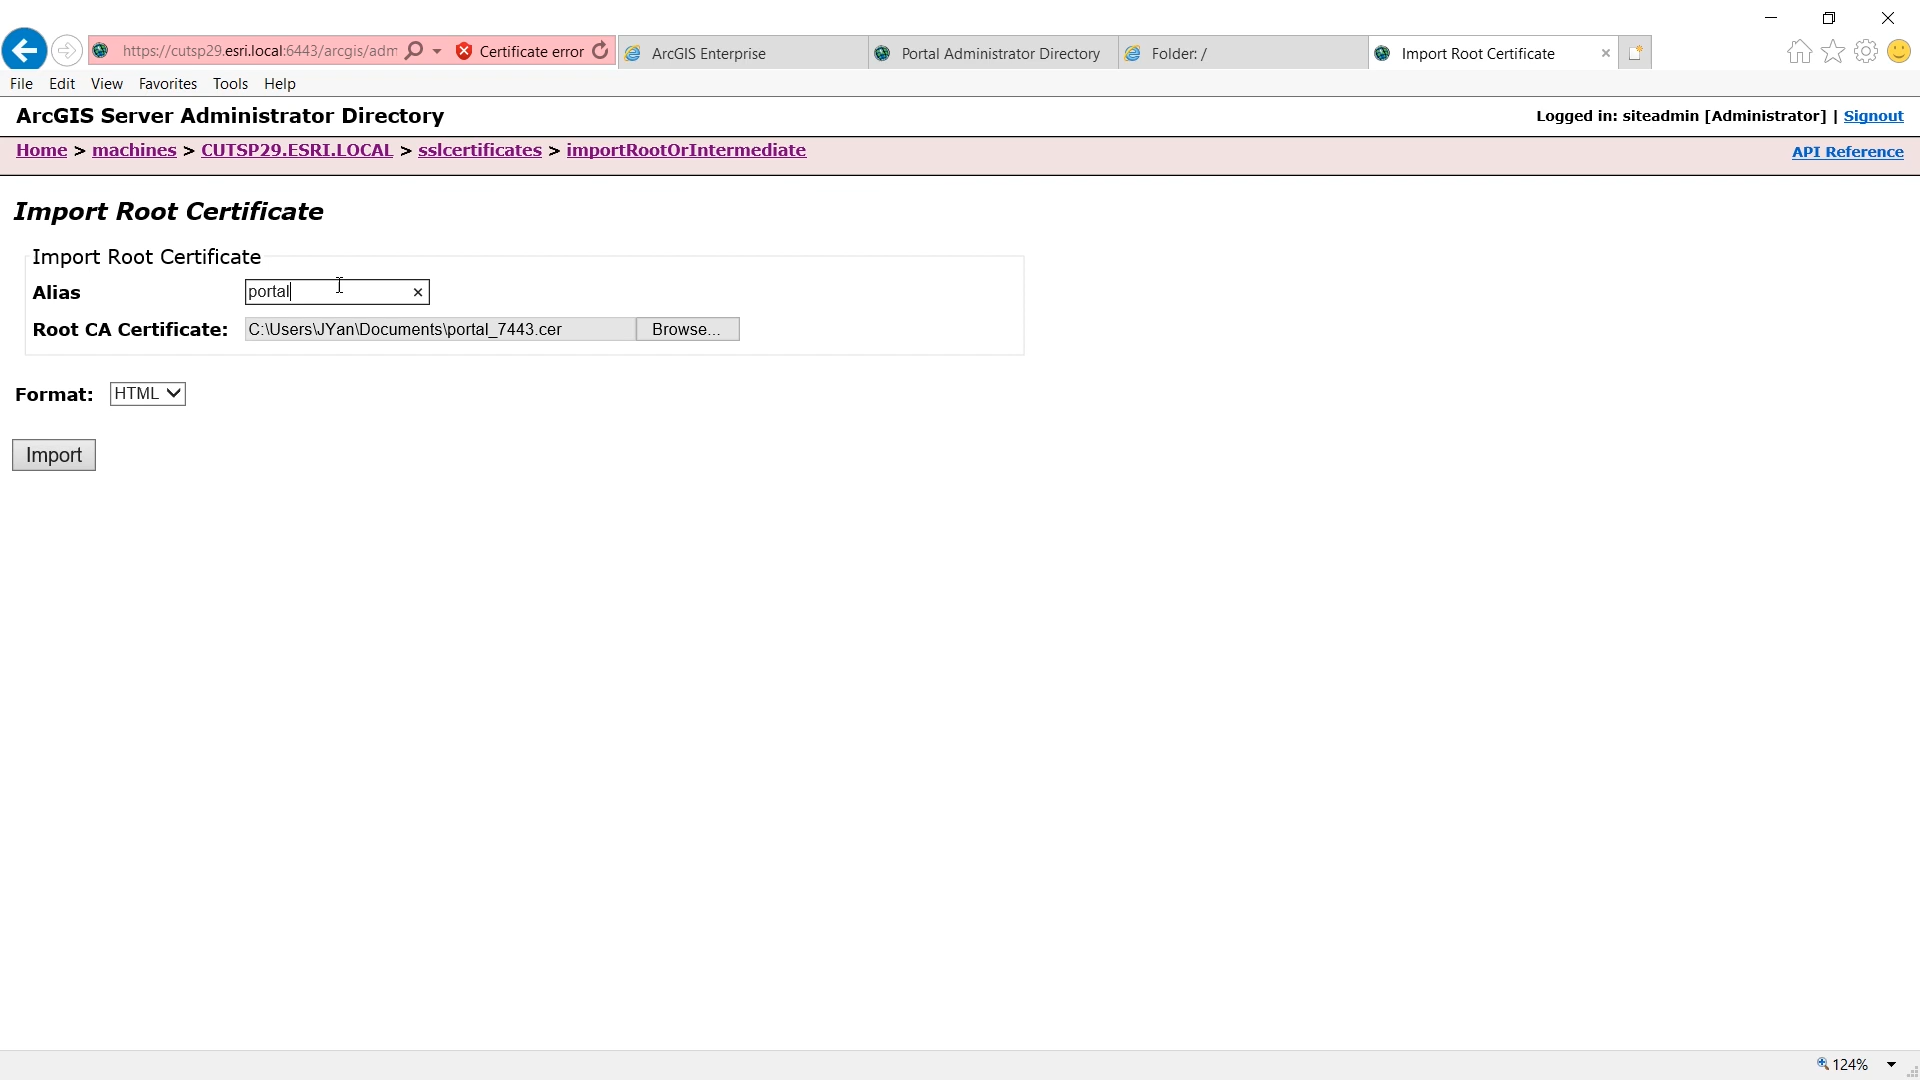 https://cutsp29.esri.local:6443/arcgis/adm Certificate error ArcGIS Enterprise Portal Administrator Directory Folder: / Import Root Certificate
File Edit View Favorites Tools Help
ArcGIS Server Administrator Directory Logged in: siteadmin [Administrator] | Signout
Home > machines > CUTSP29.ESRI.LOCAL > sslcertificates > importRootOrIntermediate API Reference
Import Root Certificate
Import Root Certificate
Alias portal
Root CA Certificate: C:\Users\JYan\Documents\portal_7443.cer Browse...
Format: HTML
Import
124%